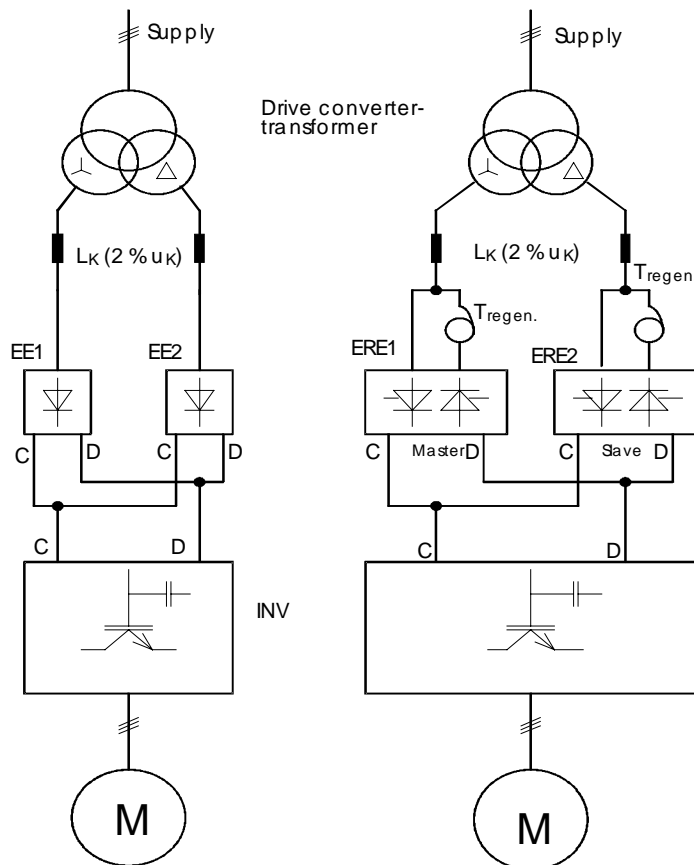 Supply
Supply
Drive converter-
transformer
LK (2 % uK)
LK (2 % uK)
Tregen.
Tregen.
EE1
EE2
ERE1
ERE2
C
D
C
D
C
Master
D
C
Slave
D
C
D
C
D
INV
M
M